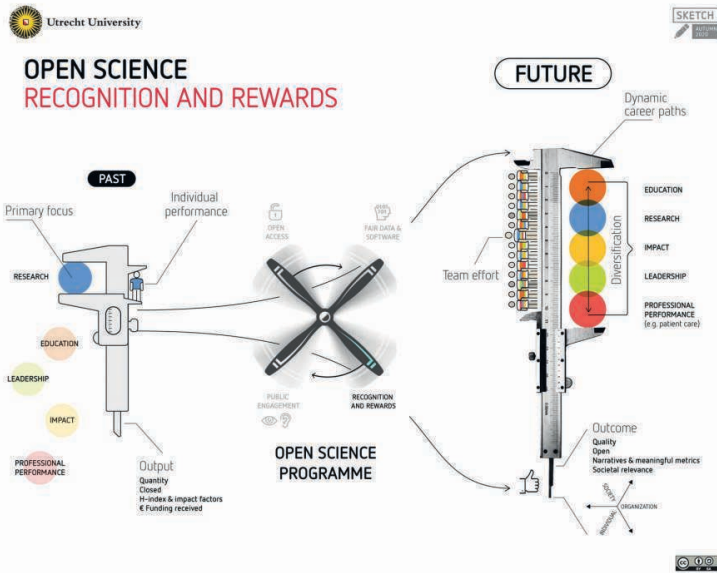 Utrecht University
SKETCH
AUTUMN
2020
OPEN SCIENCE
RECOGNITION AND REWARDS
FUTURE
Dynamic
career paths
PAST
Primary focus
Individual
performance
RESEARCH
EDUCATION
LEADERSHIP
IMPACT
PROFESSIONAL
PERFORMANCE
Output
Quantity
Closed
H-index & impact factors
€ Funding received
OPEN
ACCESS
FAIR DATA &
SOFTWARE
PUBLIC
ENGAGEMENT
RECOGNITION
AND REWARDS
OPEN SCIENCE
PROGRAMME
Team effort
Diversification
EDUCATION
RESEARCH
IMPACT
LEADERSHIP
PROFESSIONAL
PERFORMANCE
(e.g. patient care)
Outcome
Quality
Open
Narratives & meaningful metrics
Societal relevance
SOCIETY
ORGANIZATION
INDIVIDUAL
CC